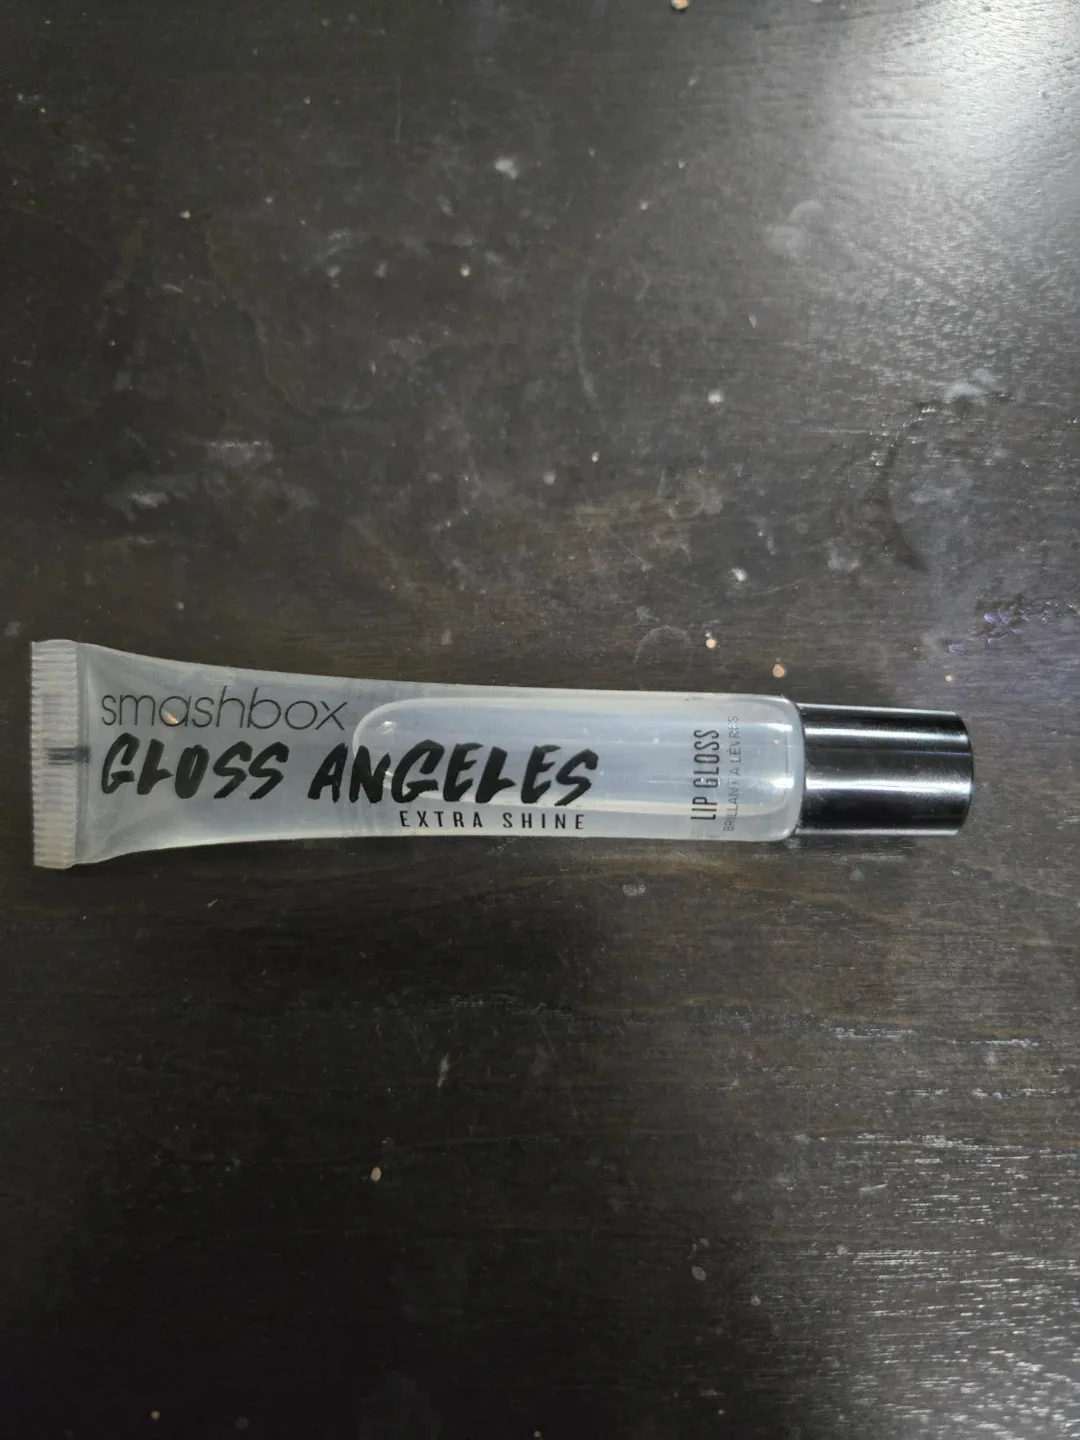 smashbox
GLOSS ANGELES
EXTRA SHINE
LIP GLOSS
BRILLANT À LÈVRES